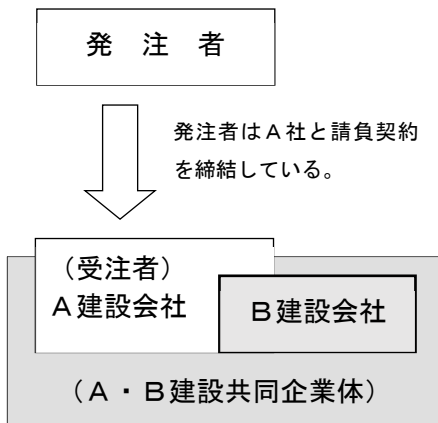 発　注　者
発注者はＡ社と請負契約
を締結している。
（受注者）
Ａ建設会社
Ｂ建設会社
（Ａ・Ｂ建設共同企業体）